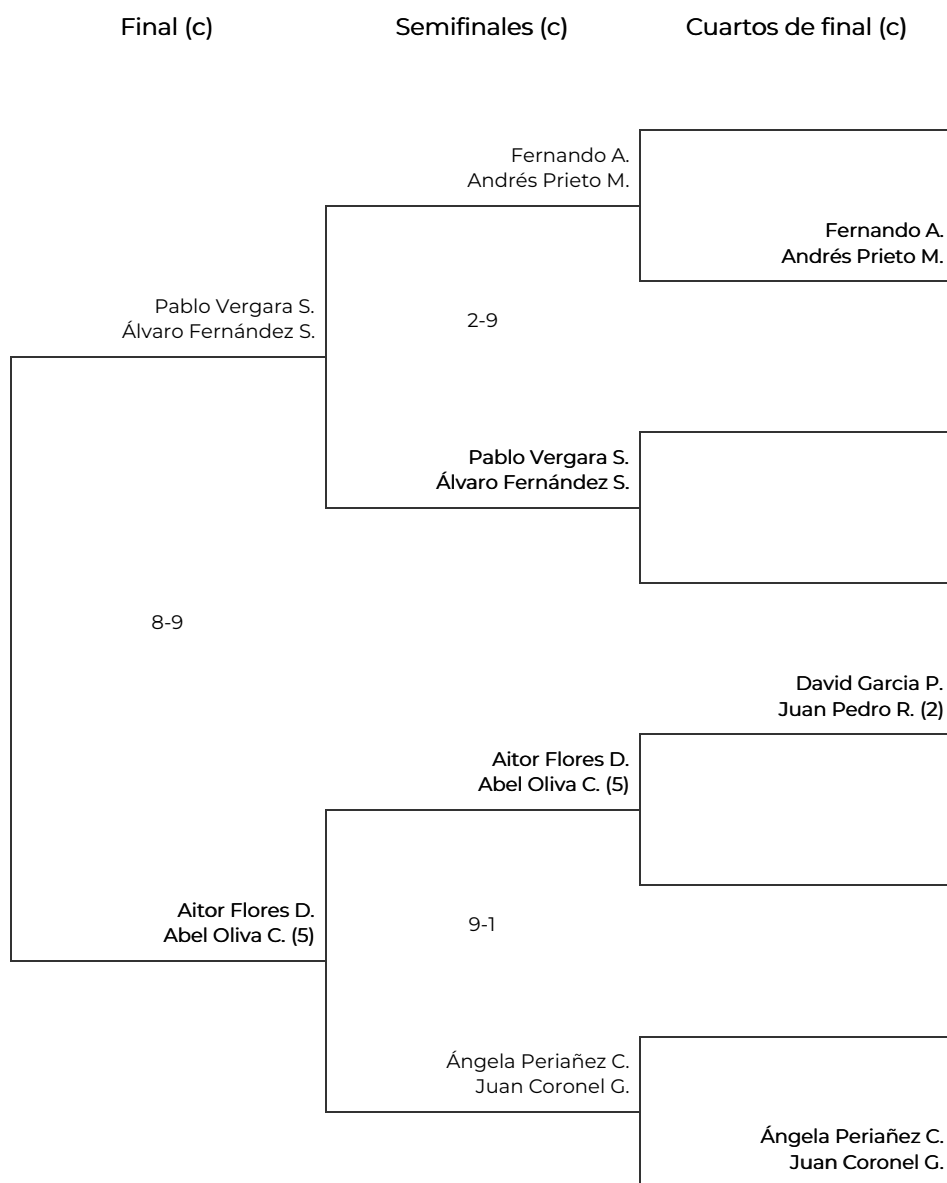 Final (c)
Semifinales (c)
Cuartos de final (c)
Fernando A.
Andrés Prieto M.
Fernando A.
Andrés Prieto M.
Pablo Vergara S.
Álvaro Fernández S.
2-9
Pablo Vergara S.
Álvaro Fernández S.
8-9
David Garcia P.
Juan Pedro R. (2)
Aitor Flores D.
Abel Oliva C. (5)
Aitor Flores D.
Abel Oliva C. (5)
9-1
Ángela Periañez C.
Juan Coronel G.
Ángela Periañez C.
Juan Coronel G.